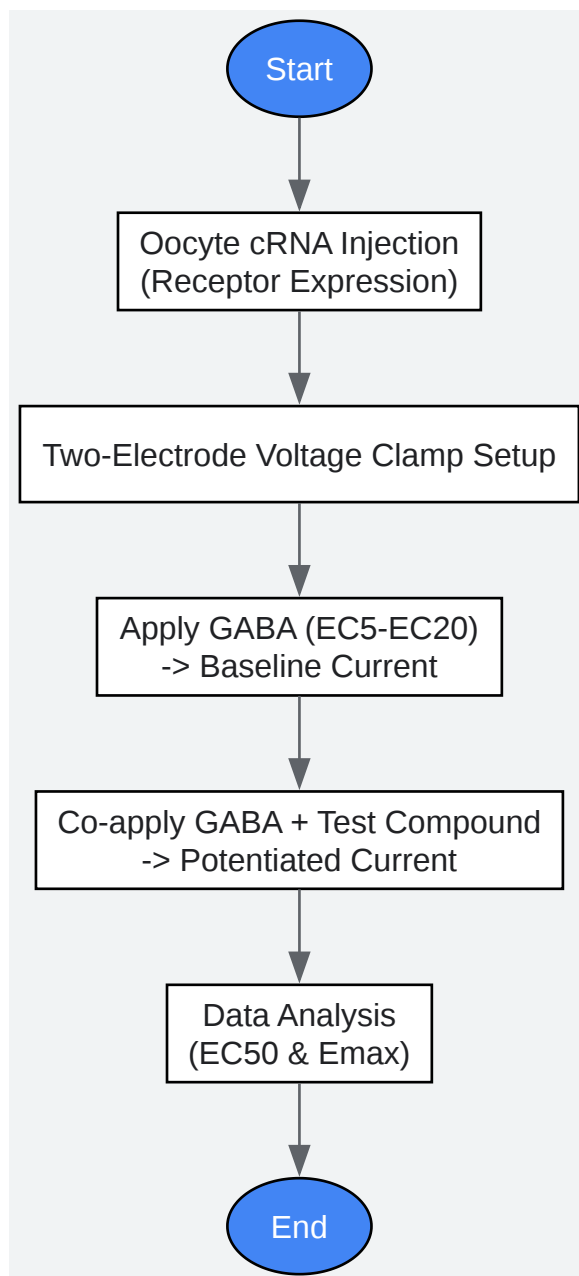 Start
Oocyte cRNA Injection
(Receptor Expression)
Two-Electrode Voltage Clamp Setup
Apply GABA (EC5-EC20)
-> Baseline Current
Co-apply GABA + Test Compound
-> Potentiated Current
Data Analysis
(EC50 & Emax)
End